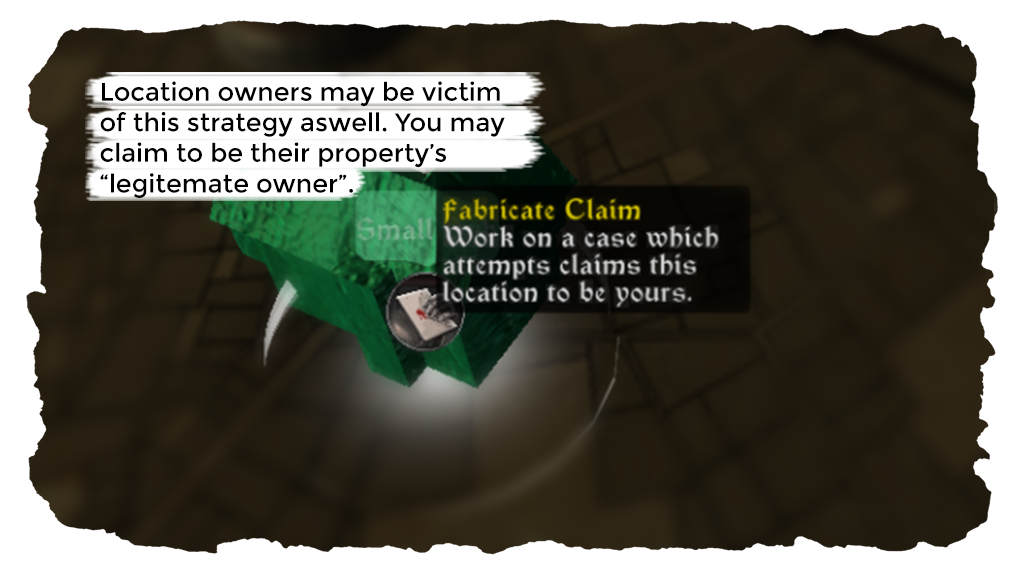 Location owners may be victim
of this strategy aswell. You may
claim to be their property's
“legitemate owner”.
Small
Fabricate Claim
Work on a case which
attempts claims this
location to be yours.